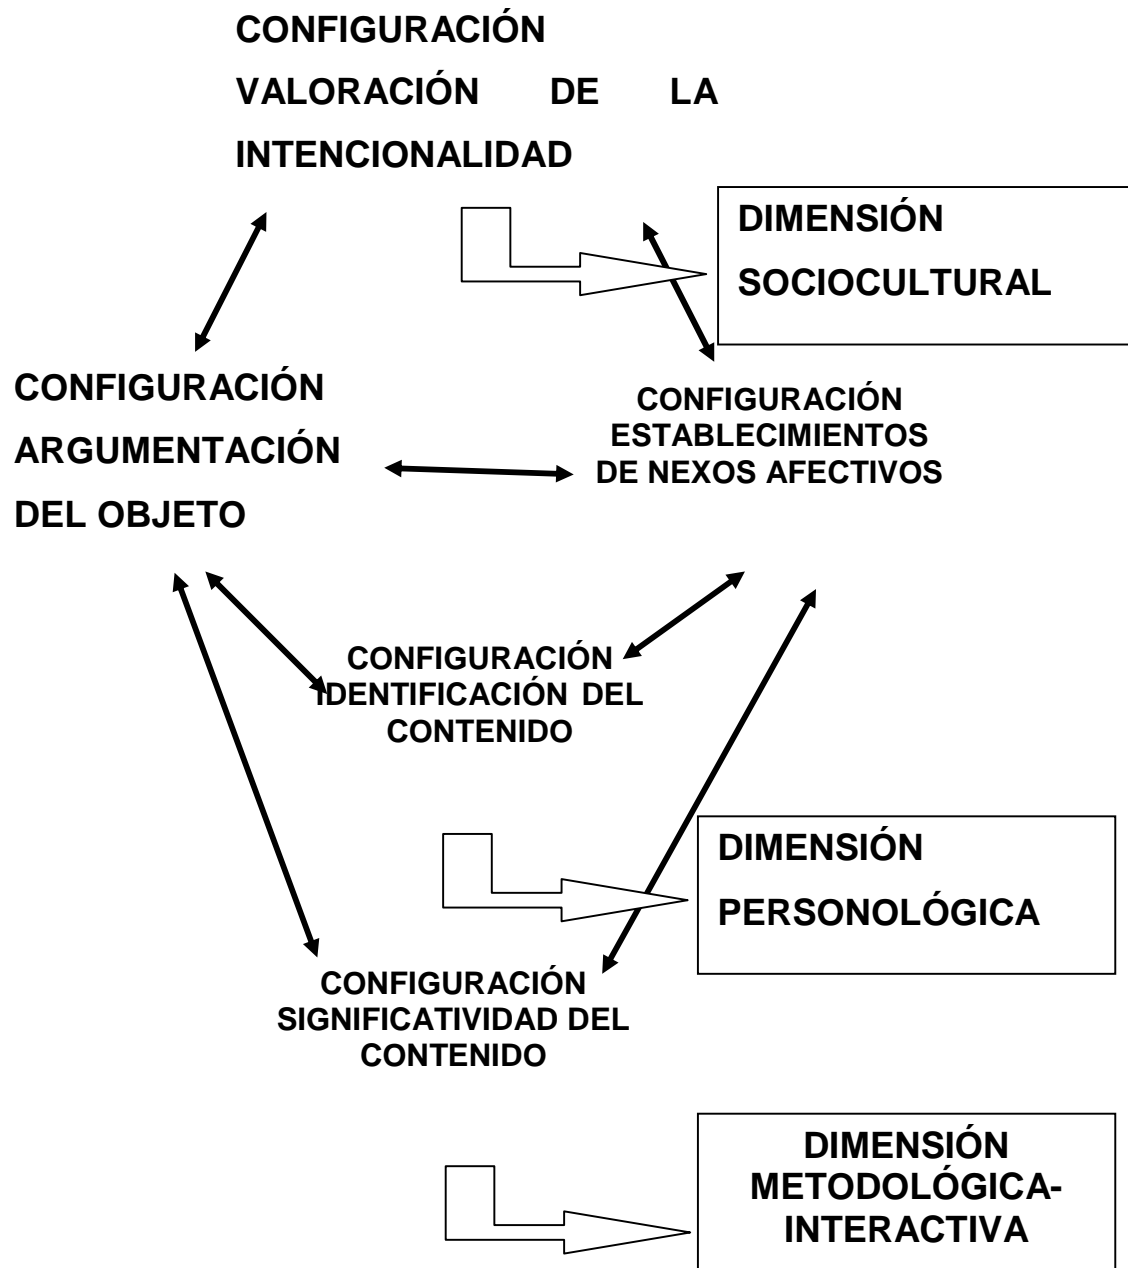 CONFIGURACIÓN
VALORACIÓN DE LA
INTENCIONALIDAD
DIMENSIÓN
SOCIOCULTURAL
CONFIGURACIÓN
ARGUMENTACIÓN
DEL OBJETO
CONFIGURACIÓN
ESTABLECIMIENTOS
DE NEXOS AFECTIVOS
CONFIGURACIÓN
IDENTIFICACIÓN DEL
CONTENIDO
DIMENSIÓN
PERSONOLÓGICA
CONFIGURACIÓN
SIGNIFICATIVIDAD DEL
CONTENIDO
DIMENSIÓN
METODOLÓGICA-
INTERACTIVA